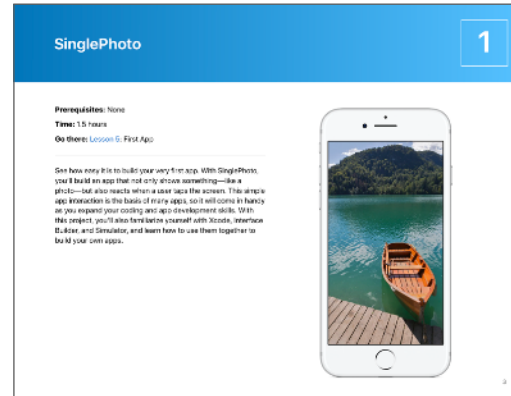 SinglePhoto
1
Prerequisites: None
Time: 1.5 hours
Go there: Lesson 5: First App
See how easy it is to build your very first app. With SinglePhoto,
you'll build an app that not only shows something—like a
photo—but also reacts when a user taps the screen. This simple
app interaction is the basis of many apps, so it will come in handy
as you expand your coding and app development skills. With
this project, you'll also familiarize yourself with Xcode, Interface
Builder, and Simulator, and learn how to use them together to
build your own apps.